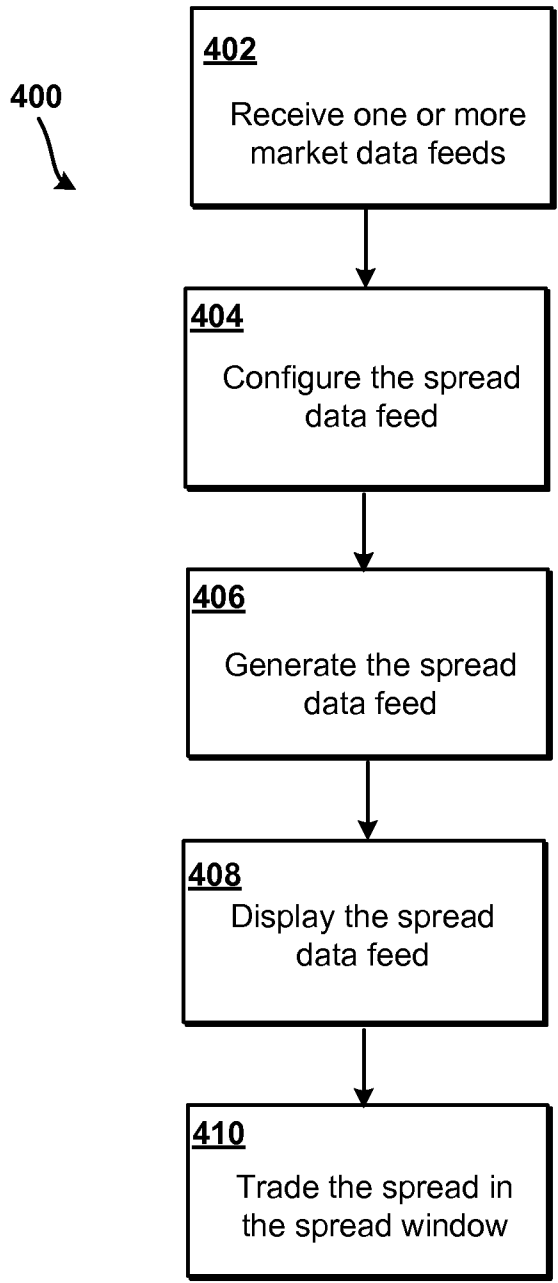 400
402
Receive one or more
market data feeds
404
Configure the spread
data feed
406
Generate the spread
data feed
408
Display the spread
data feed
410
Trade the spread in
the spread window